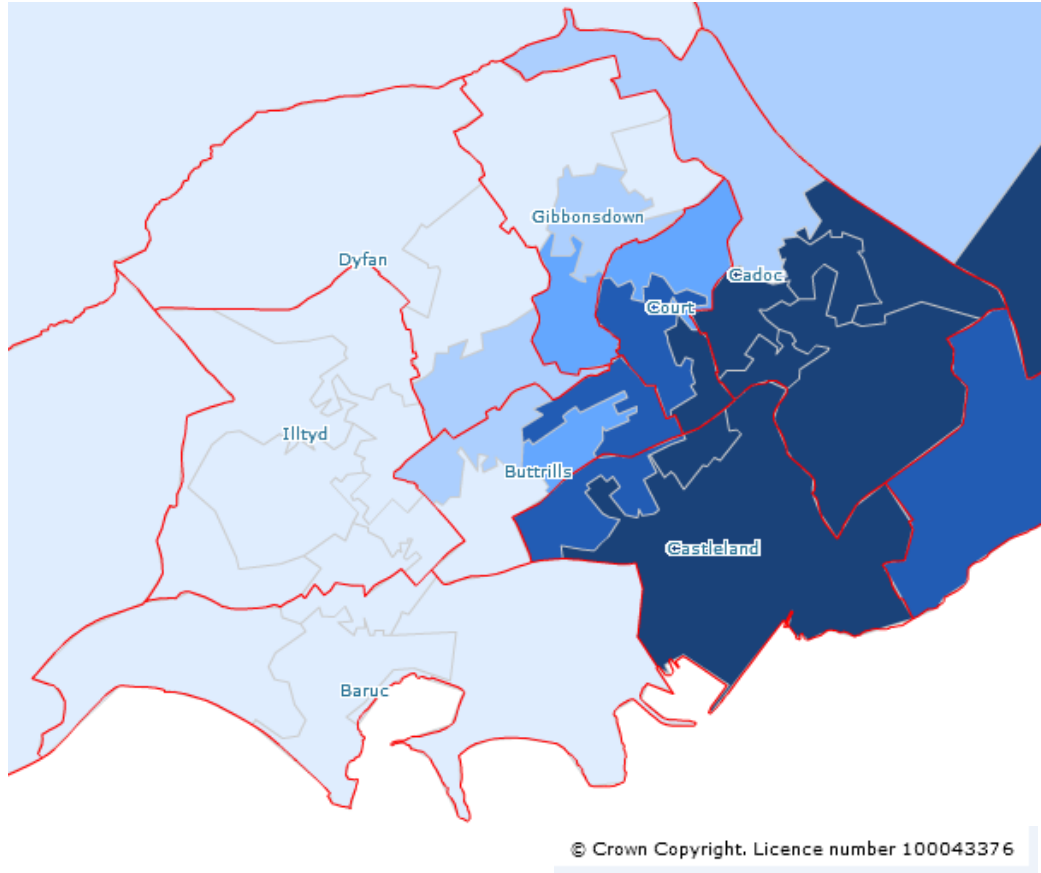 Gibbonsdown
Dyfan
Cadoc
Court
Illtyd
Buttrills
Castleland
Baruc
© Crown Copyright. Licence number 100043376